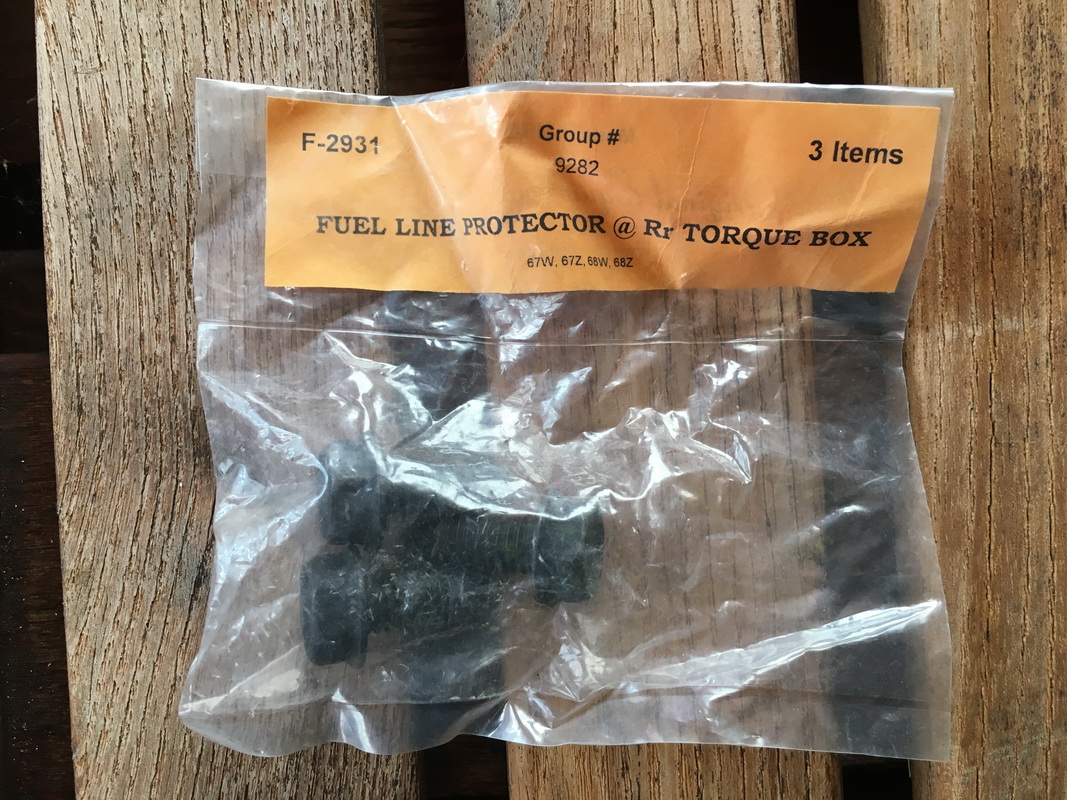 F-2931 Group # 3 Items
9282
FUEL LINE PROTECTOR @ Rr TORQUE BOX
67W, 67Z, 68W, 68Z